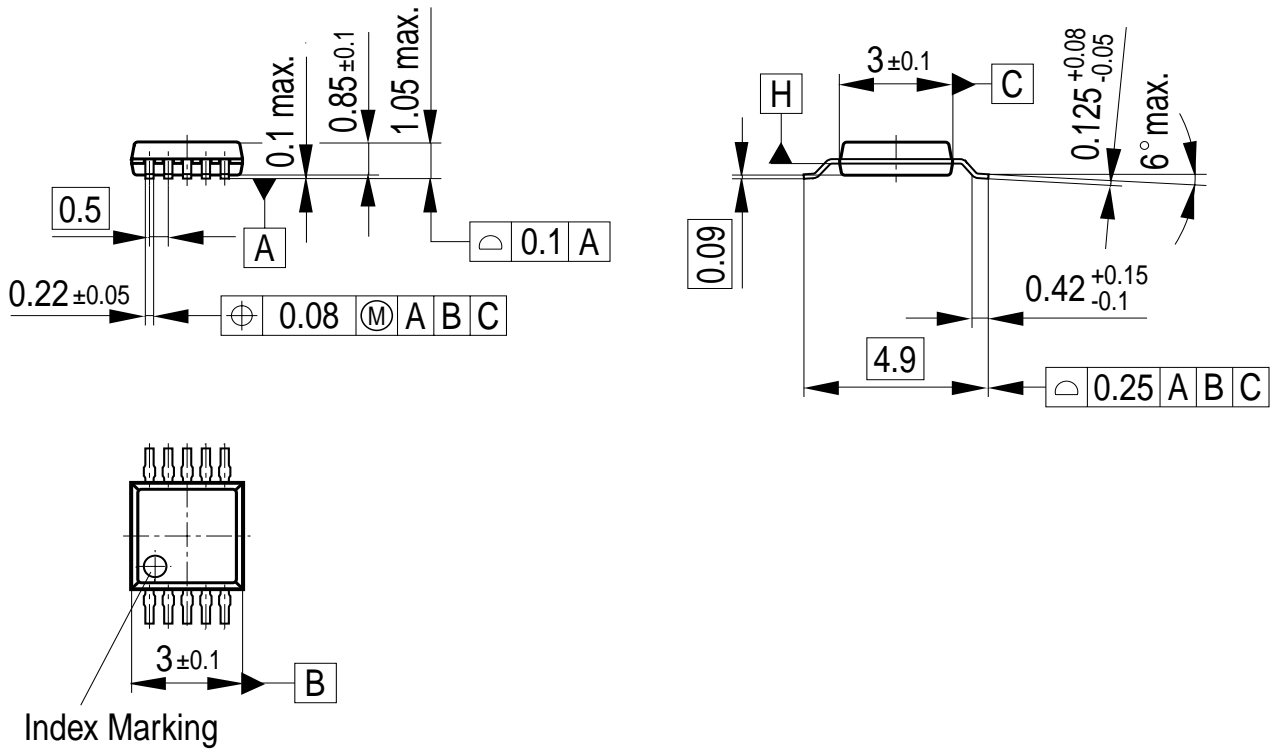 0.1 max.
0.85 ±0.1
1.05 max.
0.5
A
⌓ 0.1 A
0.22 ±0.05
⌖ 0.08 Ⓜ A B C
H
3 ±0.1
C
0.125 +0.08 -0.05
6° max.
0.09
0.42 +0.15 -0.1
4.9
⌓ 0.25 A B C
3 ±0.1
B
Index Marking